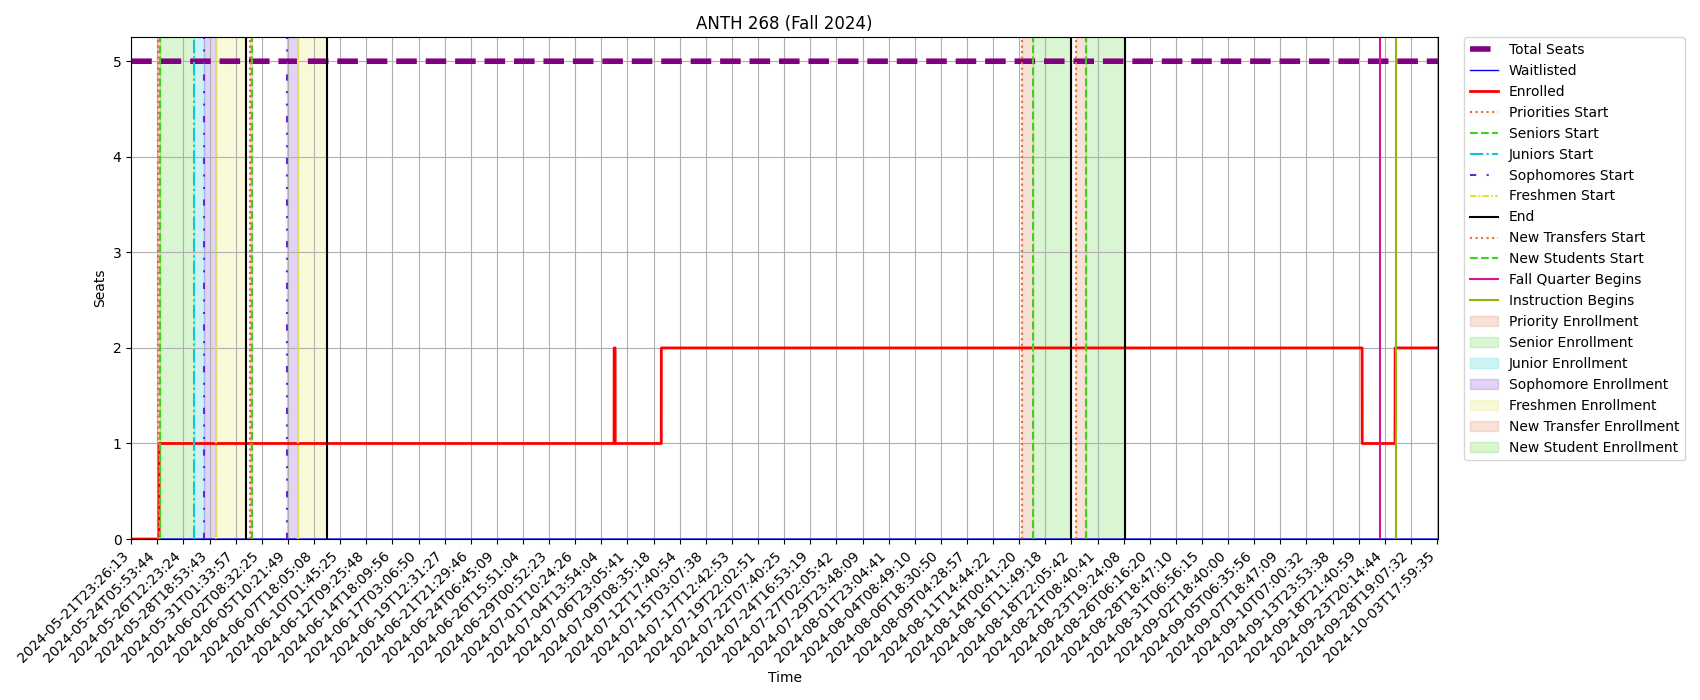 ANTH 268 (Fall 2024)
5
4
3
2
1
0
Seats
2024-05-21T23:26:13
2024-05-24T05:53:44
2024-05-26T12:23:24
2024-05-28T18:53:43
2024-05-31T01:33:57
2024-06-02T08:32:25
2024-06-05T10:21:49
2024-06-07T18:05:08
2024-06-10T01:45:25
2024-06-12T09:25:48
2024-06-14T18:09:56
2024-06-17T03:06:50
2024-06-19T12:31:27
2024-06-21T21:29:46
2024-06-24T06:45:09
2024-06-26T15:51:04
2024-06-29T00:52:23
2024-07-01T10:24:26
2024-07-04T13:54:04
2024-07-06T23:05:41
2024-07-09T08:35:18
2024-07-12T17:40:54
2024-07-15T03:07:38
2024-07-17T12:42:53
2024-07-19T22:02:51
2024-07-22T07:40:25
2024-07-24T16:53:19
2024-07-27T02:05:42
2024-07-29T23:48:09
2024-08-01T23:04:41
2024-08-04T08:49:10
2024-08-06T18:30:50
2024-08-09T04:28:57
2024-08-11T14:44:22
2024-08-14T00:41:20
2024-08-16T11:49:18
2024-08-18T22:05:42
2024-08-21T08:40:41
2024-08-23T19:24:08
2024-08-26T06:16:20
2024-08-28T18:47:10
2024-08-31T06:56:15
2024-09-02T18:40:00
2024-09-05T06:35:56
2024-09-07T18:47:09
2024-09-10T07:00:32
2024-09-13T23:53:38
2024-09-18T21:40:59
2024-09-23T20:14:44
2024-09-28T19:07:32
2024-10-03T17:59:35
Time
Total Seats
Waitlisted
Enrolled
Priorities Start
Seniors Start
Juniors Start
Sophomores Start
Freshmen Start
End
New Transfers Start
New Students Start
Fall Quarter Begins
Instruction Begins
Priority Enrollment
Senior Enrollment
Junior Enrollment
Sophomore Enrollment
Freshmen Enrollment
New Transfer Enrollment
New Student Enrollment